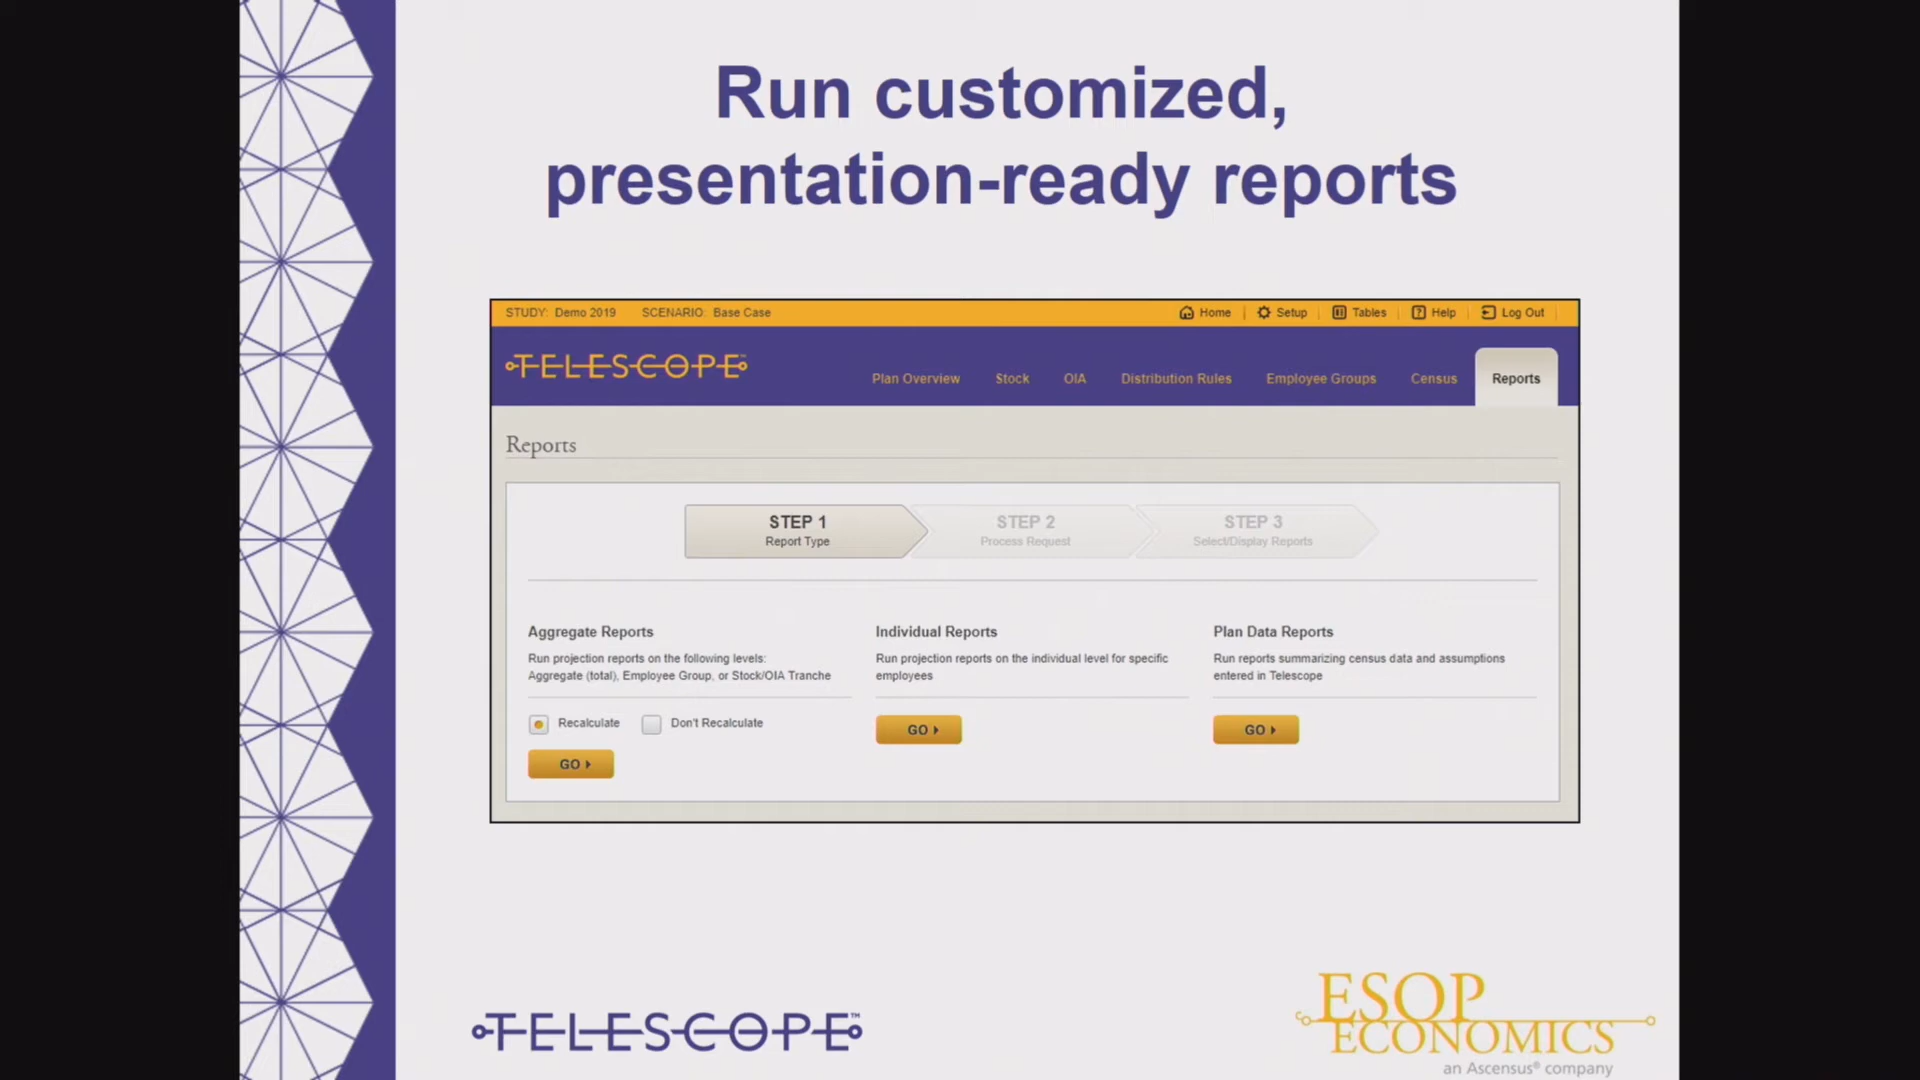 Run customized,
presentation-ready reports
STUDY: Demo 2019 SCENARIO: Base Case Home Setup Tables Help Log Out
TELESCOPE™
Plan Overview Stock OIA Distribution Rules Employee Groups Census Reports
Reports
STEP 1
Report Type
STEP 2
Process Request
STEP 3
Select/Display Reports
Aggregate Reports
Run projection reports on the following levels:
Aggregate (total), Employee Group, or Stock/OIA Tranche
Recalculate Don't Recalculate
GO
Individual Reports
Run projection reports on the individual level for specific
employees
GO
Plan Data Reports
Run reports summarizing census data and assumptions
entered in Telescope
GO
TELESCOPE™
ESOP
ECONOMICS
an Ascensus® company